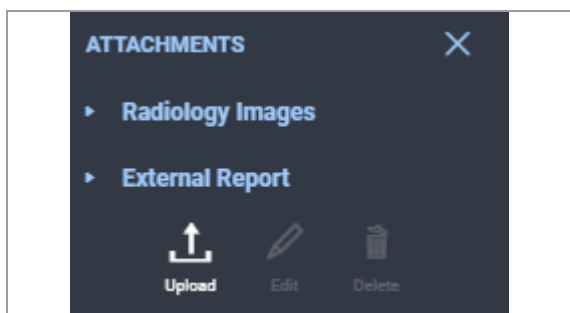 ATTACHMENTS
Radiology Images
External Report
Upload Edit Delete